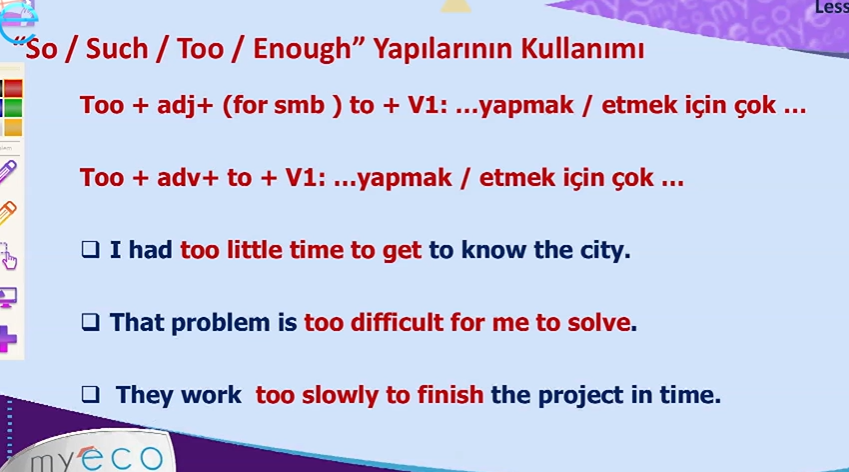 Less
“So / Such / Too / Enough” Yapılarının Kullanımı
Too + adj+ (for smb ) to + V1: ...yapmak / etmek için çok ...
Too + adv+ to + V1: ...yapmak / etmek için çok ...
❑ I had too little time to get to know the city.
❑ That problem is too difficult for me to solve.
❑ They work too slowly to finish the project in time.
myeco